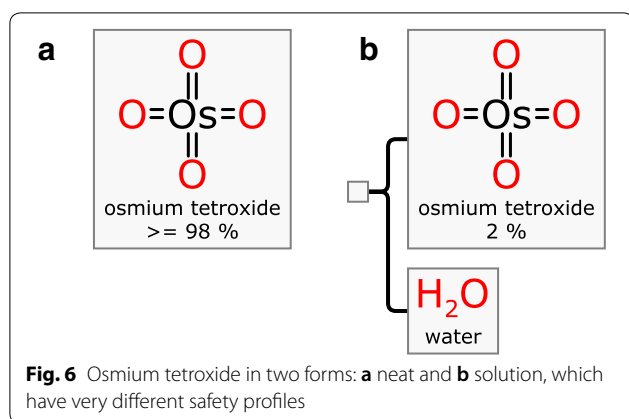 a
O
O=Os=O
O
osmium tetroxide
>= 98 %
b
O
O=Os=O
O
osmium tetroxide
2 %
H₂O
water
Fig. 6 Osmium tetroxide in two forms: a neat and b solution, which
have very different safety profiles